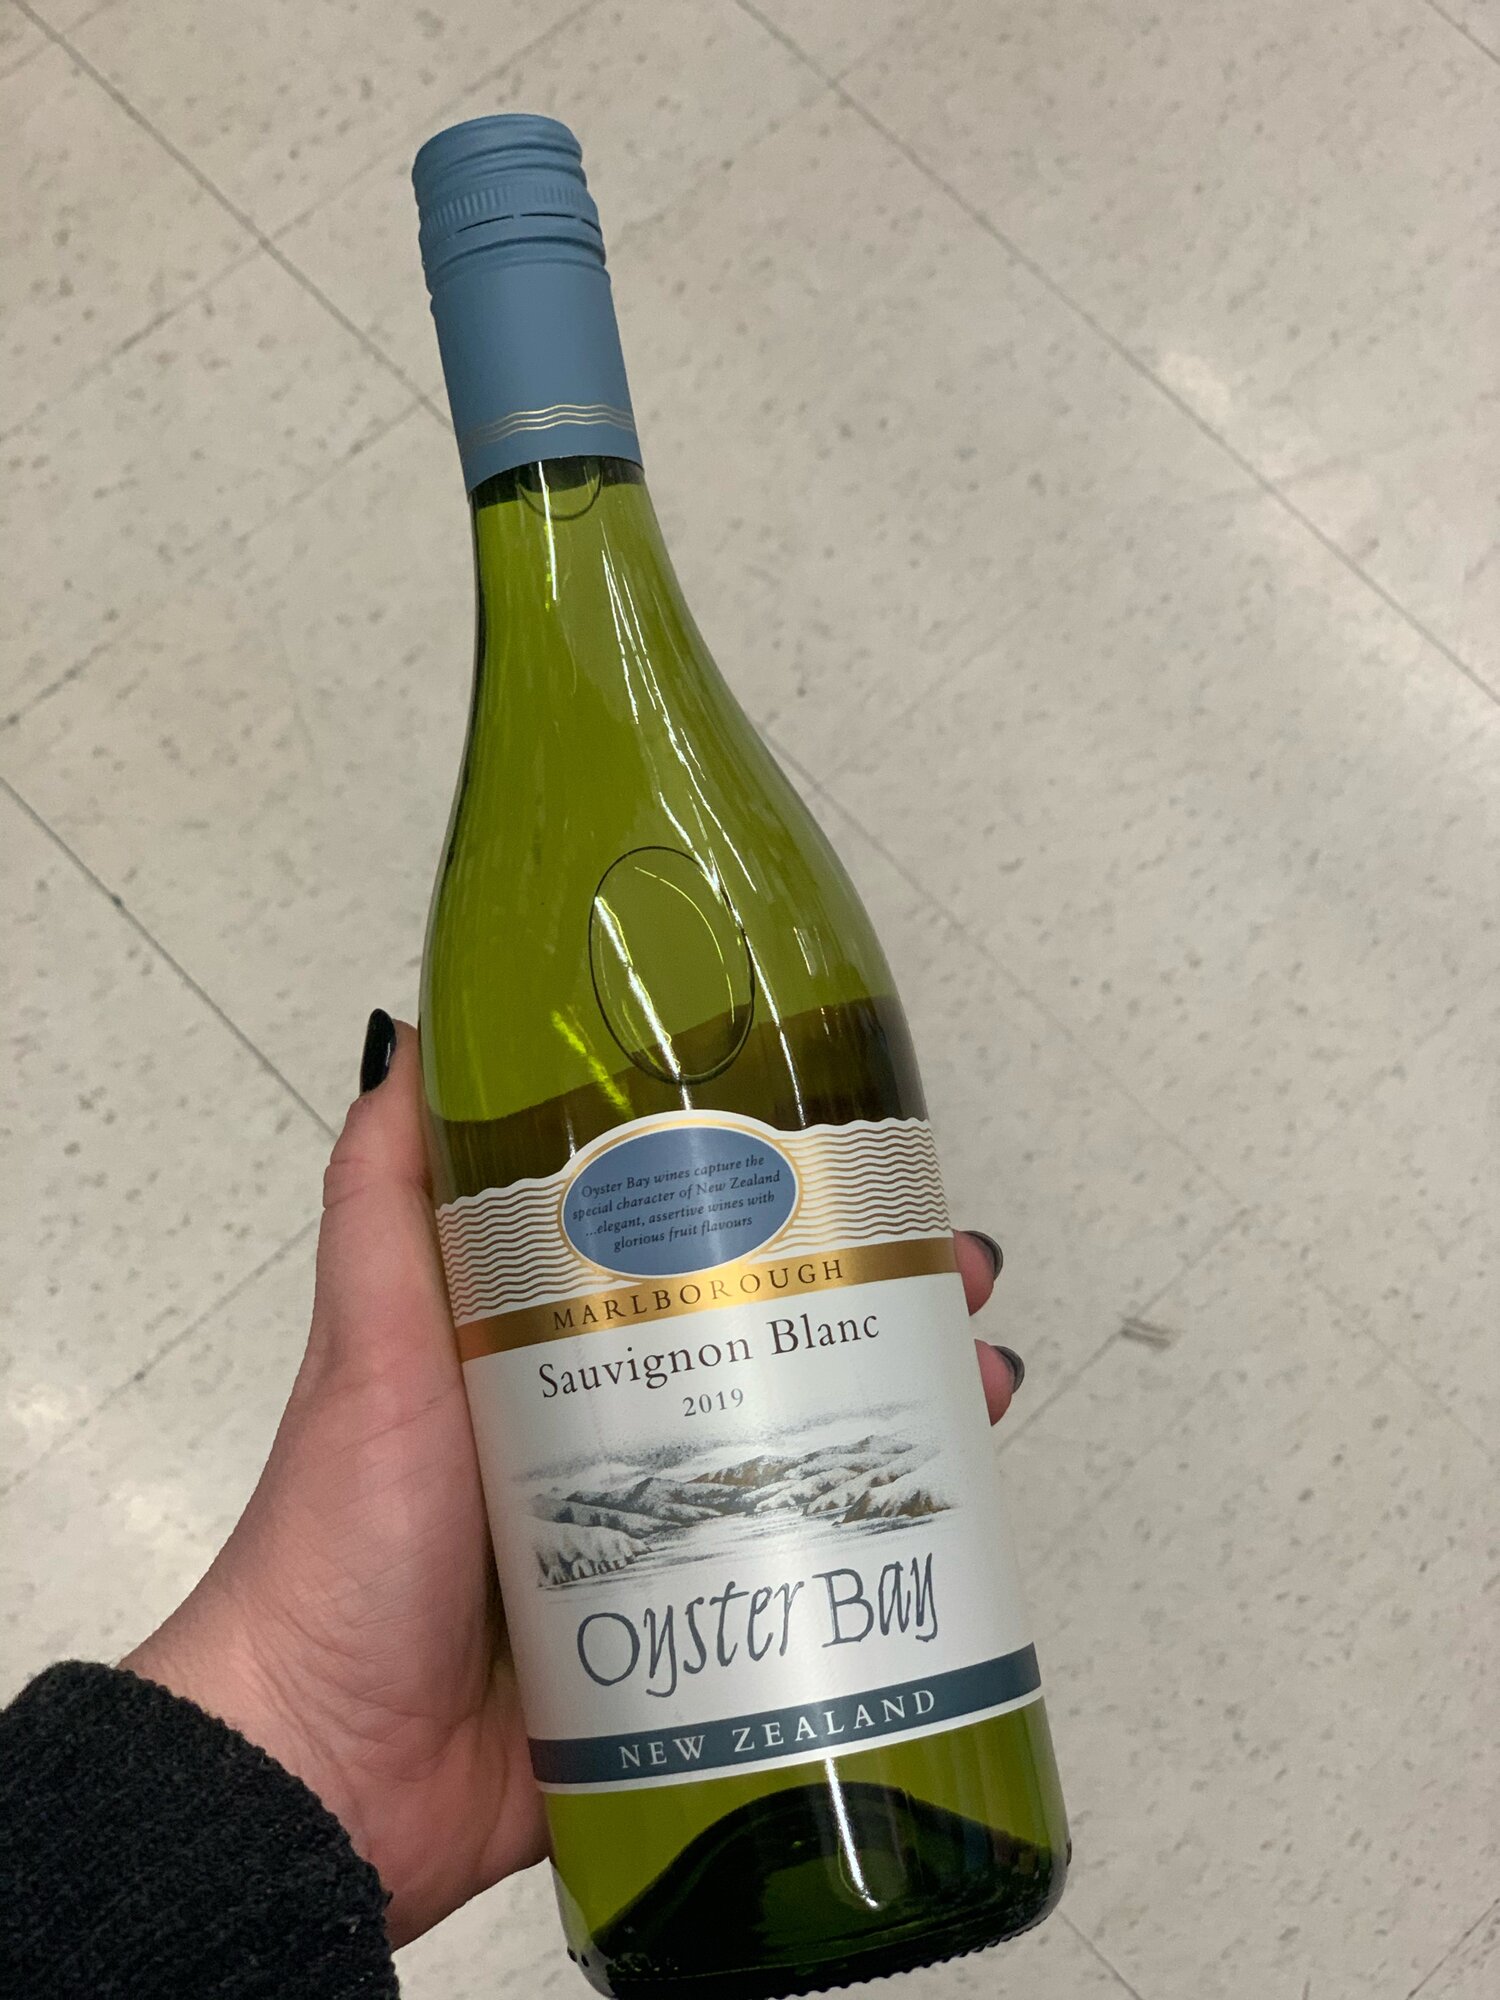 Oyster Bay wines capture the
special character of New Zealand
...elegant, assertive wines with
glorious fruit flavours
MARLBOROUGH
Sauvignon Blanc
2019
Oyster Bay
NEW ZEALAND